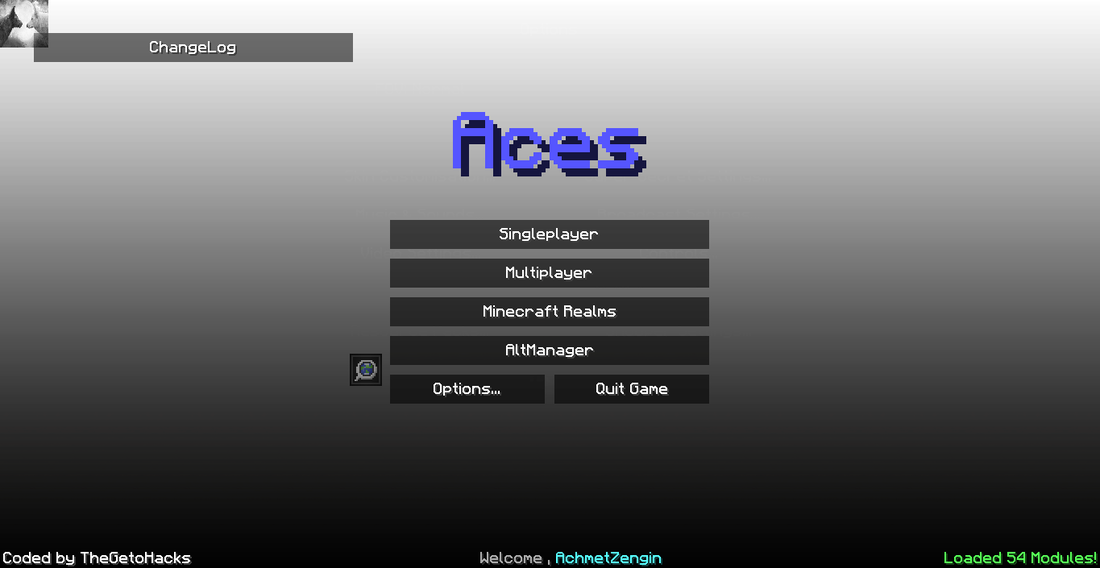 ChangeLog
Aces
Singleplayer
Multiplayer
Minecraft Realms
AltManager
Options... Quit Game
Coded by TheGetoHacks Welcome , AchmetZengin Loaded 54 Modules!